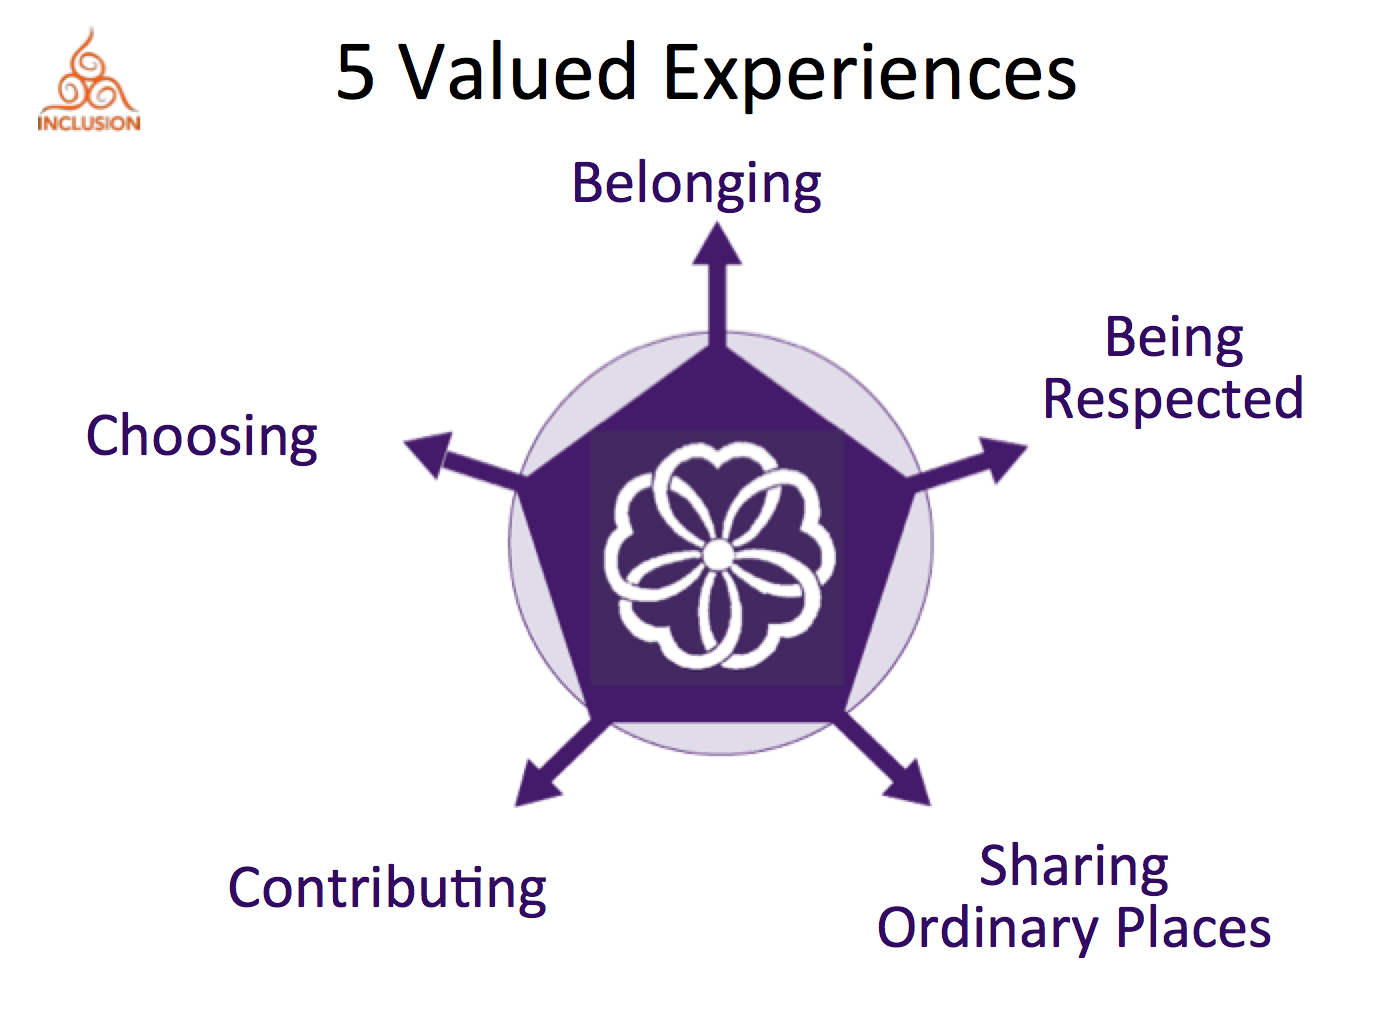 INCLUSION
5 Valued Experiences
Belonging
Being
Respected
Choosing
Contributing
Sharing
Ordinary Places